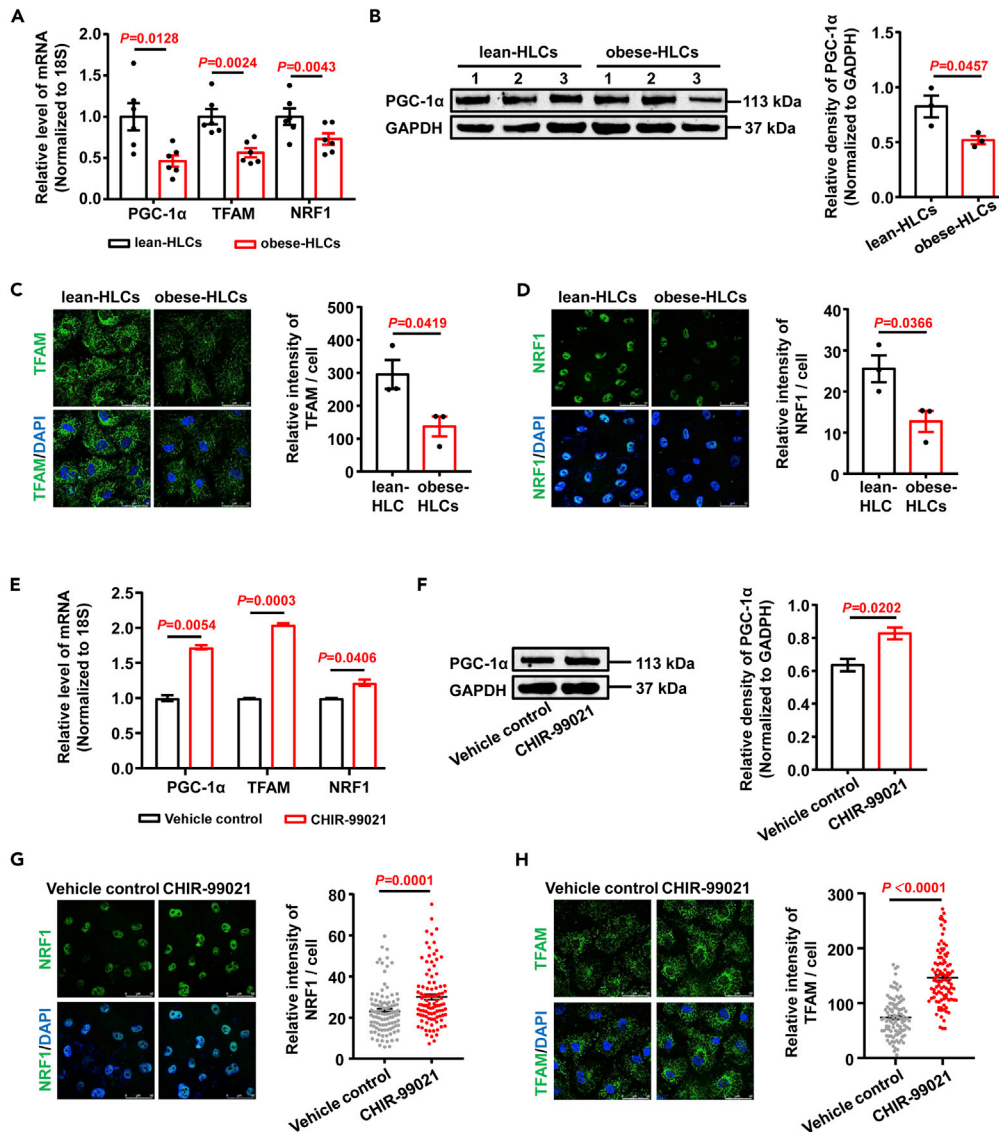 A
Relative level of mRNA
(Normalized to 18S)
2.0
1.5
1.0
0.5
0.0
P=0.0128
P=0.0024
P=0.0043
PGC-1α TFAM NRF1
lean-HLCs obese-HLCs
B
lean-HLCs obese-HLCs
1 2 3 1 2 3
PGC-1α 113 kDa
GAPDH 37 kDa
Relative density of PGC-1α
(Normalized to GADPH)
1.5
1.0
0.5
0.0
P=0.0457
lean-HLCs
obese-HLCs
C
lean-HLCs obese-HLCs
TFAM
TFAM/DAPI
Relative intensity of
TFAM / cell
500
400
300
200
100
0
P=0.0419
lean-
HLC
obese-
HLCs
D
lean-HLCs obese-HLCs
NRF1
NRF1/DAPI
Relative intensity of
NRF1 / cell
40
30
20
10
0
P=0.0366
lean-
HLC
obese-
HLCs
E
Relative level of mRNA
(Normalized to 18S)
2.5
2.0
1.5
1.0
0.5
0.0
P=0.0054
P=0.0003
P=0.0406
PGC-1α TFAM NRF1
Vehicle control CHIR-99021
F
PGC-1α 113 kDa
GAPDH 37 kDa
Vehicle control
CHIR-99021
Relative density of PGC-1α
(Normalized to GADPH)
1.0
0.8
0.6
0.4
0.2
0.0
P=0.0202
Vehicle control
CHIR-99021
G
Vehicle control CHIR-99021
NRF1
NRF1/DAPI
Relative intensity of
NRF1 / cell
80
60
40
20
0
P=0.0001
Vehicle control
CHIR-99021
H
Vehicle control CHIR-99021
TFAM
TFAM/DAPI
Relative intensity of
TFAM / cell
300
200
150
100
50
0
P<0.0001
Vehicle control
CHIR-99021